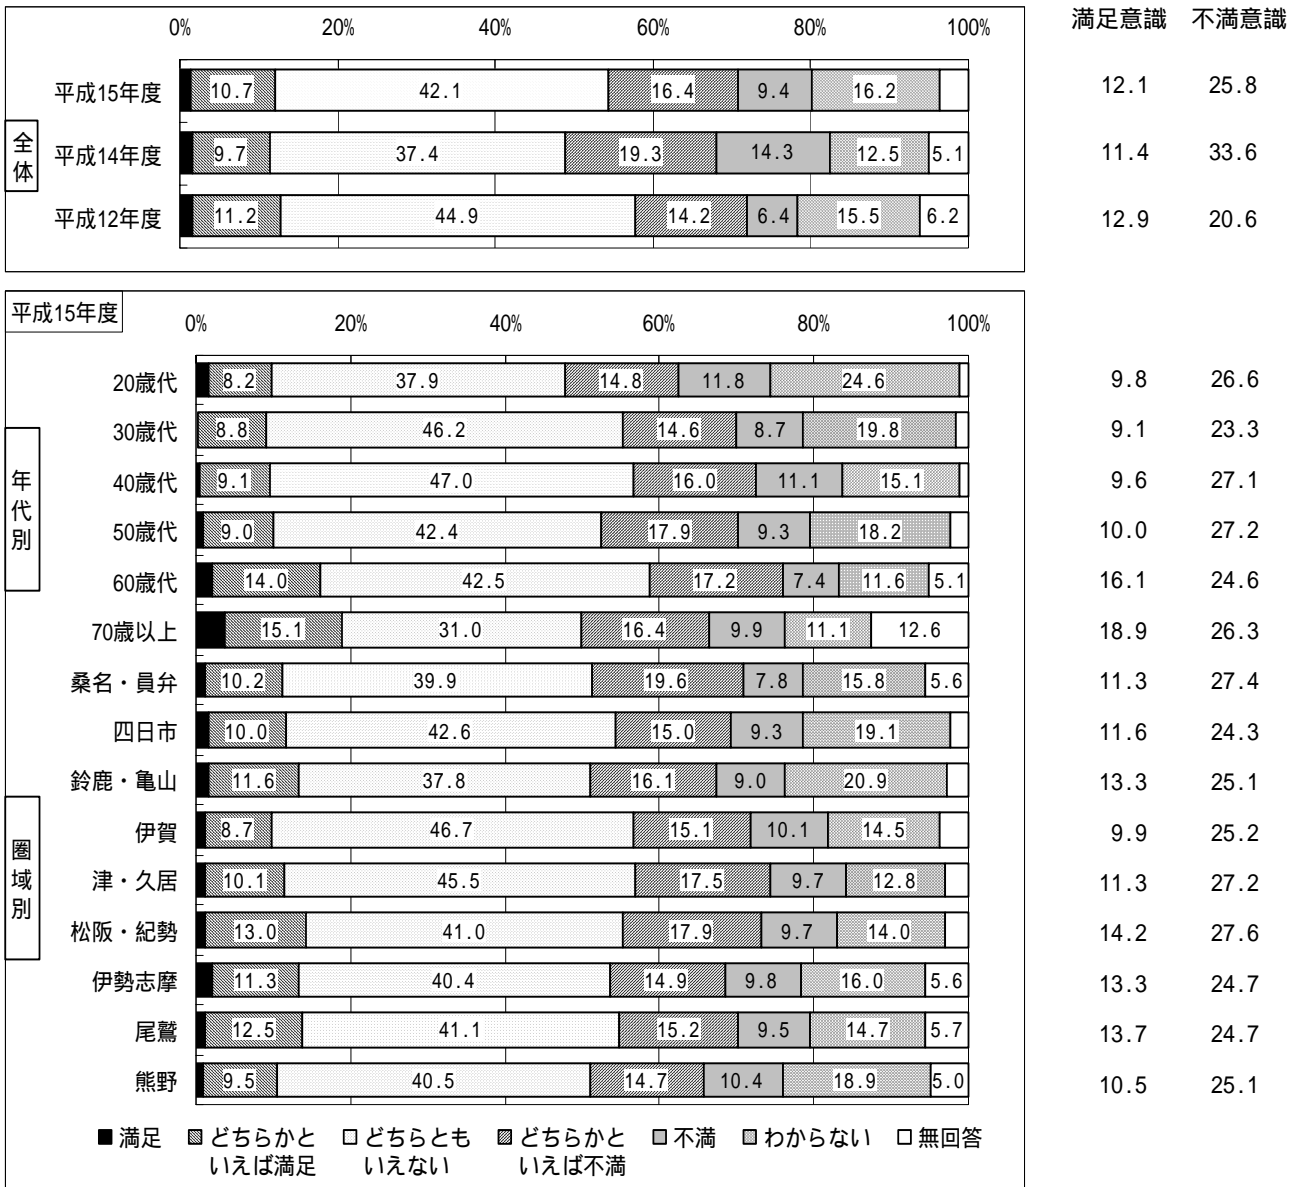 満足意識 不満意識
0% 20% 40% 60% 80% 100%
全体
平成15年度 10.7 42.1 16.4 9.4 16.2 12.1 25.8
平成14年度 9.7 37.4 19.3 14.3 12.5 5.1 11.4 33.6
平成12年度 11.2 44.9 14.2 6.4 15.5 6.2 12.9 20.6
平成15年度
0% 20% 40% 60% 80% 100%
年代別
20歳代 8.2 37.9 14.8 11.8 24.6 9.8 26.6
30歳代 8.8 46.2 14.6 8.7 19.8 9.1 23.3
40歳代 9.1 47.0 16.0 11.1 15.1 9.6 27.1
50歳代 9.0 42.4 17.9 9.3 18.2 10.0 27.2
60歳代 14.0 42.5 17.2 7.4 11.6 5.1 16.1 24.6
70歳以上 15.1 31.0 16.4 9.9 11.1 12.6 18.9 26.3
圏域別
桑名・員弁 10.2 39.9 19.6 7.8 15.8 5.6 11.3 27.4
四日市 10.0 42.6 15.0 9.3 19.1 11.6 24.3
鈴鹿・亀山 11.6 37.8 16.1 9.0 20.9 13.3 25.1
伊賀 8.7 46.7 15.1 10.1 14.5 9.9 25.2
津・久居 10.1 45.5 17.5 9.7 12.8 11.3 27.2
松阪・紀勢 13.0 41.0 17.9 9.7 14.0 14.2 27.6
伊勢志摩 11.3 40.4 14.9 9.8 16.0 5.6 13.3 24.7
尾鷲 12.5 41.1 15.2 9.5 14.7 5.7 13.7 24.7
熊野 9.5 40.5 14.7 10.4 18.9 5.0 10.5 25.1
満足 どちらかと どちらとも どちらかと 不満 わからない 無回答
いえば満足 いえない いえば不満